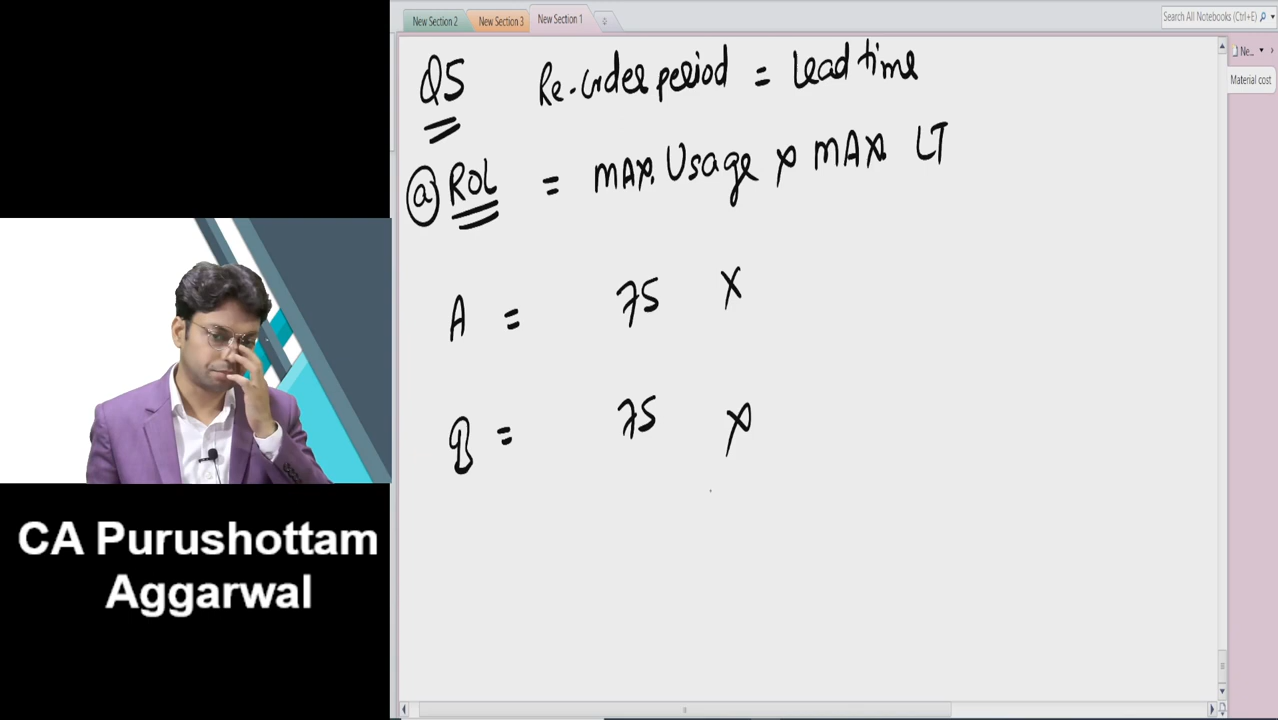 New Section 2 New Section 3 New Section 1
Search All Notebooks (Ctrl+E)
Ne...
Material cost
Q5 Re-order period = Lead time
(a) ROL = MAX. Usage x MAX. LT
A = 75 x
B = 75 x
CA Purushottam
Aggarwal